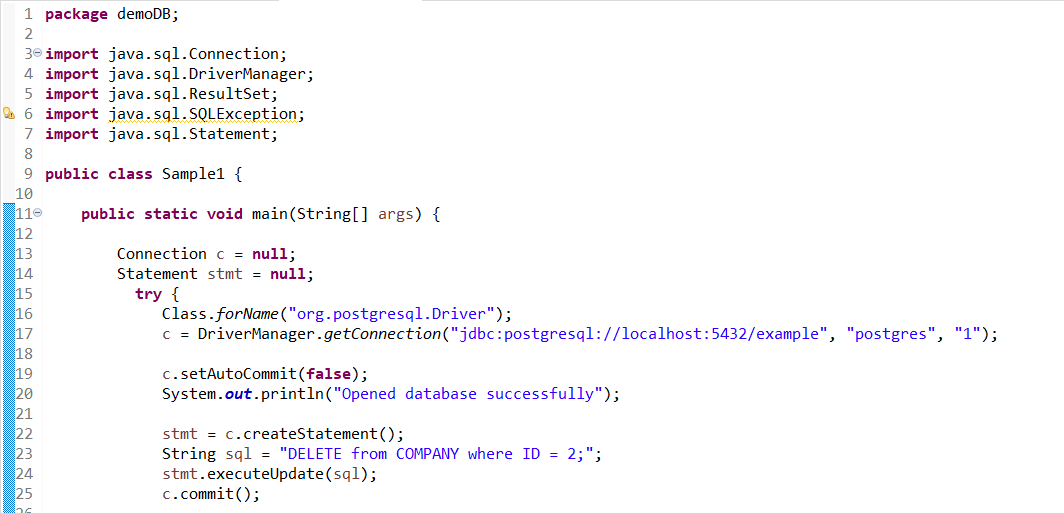 1 package demoDB;
2
3 import java.sql.Connection;
4 import java.sql.DriverManager;
5 import java.sql.ResultSet;
6 import java.sql.SQLException;
7 import java.sql.Statement;
8
9 public class Sample1 {
10
11 public static void main(String[] args) {
12
13 Connection c = null;
14 Statement stmt = null;
15 try {
16 Class.forName("org.postgresql.Driver");
17 c = DriverManager.getConnection("jdbc:postgresql://localhost:5432/example", "postgres", "1");
18
19 c.setAutoCommit(false);
20 System.out.println("Opened database successfully");
21
22 stmt = c.createStatement();
23 String sql = "DELETE from COMPANY where ID = 2;";
24 stmt.executeUpdate(sql);
25 c.commit();
26